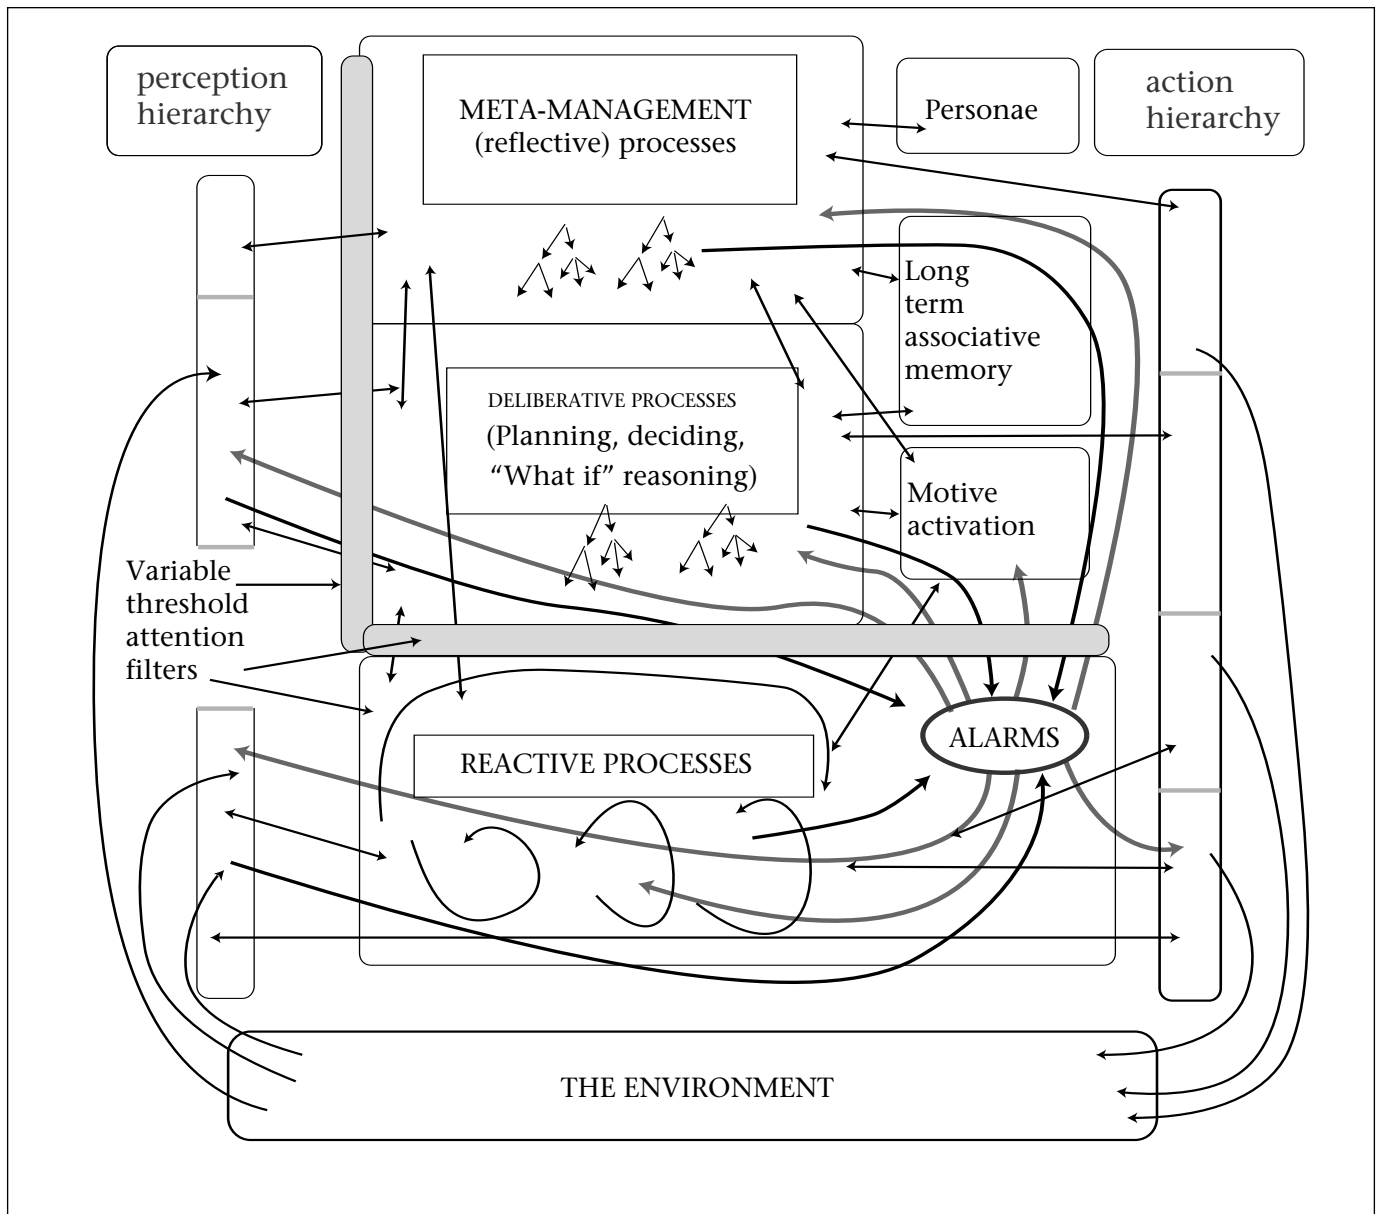 perception
hierarchy
META-MANAGEMENT
(reflective) processes
Personae
action
hierarchy
Long
term
associative
memory
DELIBERATIVE PROCESSES
(Planning, deciding,
“What if” reasoning)
Motive
activation
Variable
threshold
attention
filters
ALARMS
REACTIVE PROCESSES
THE ENVIRONMENT